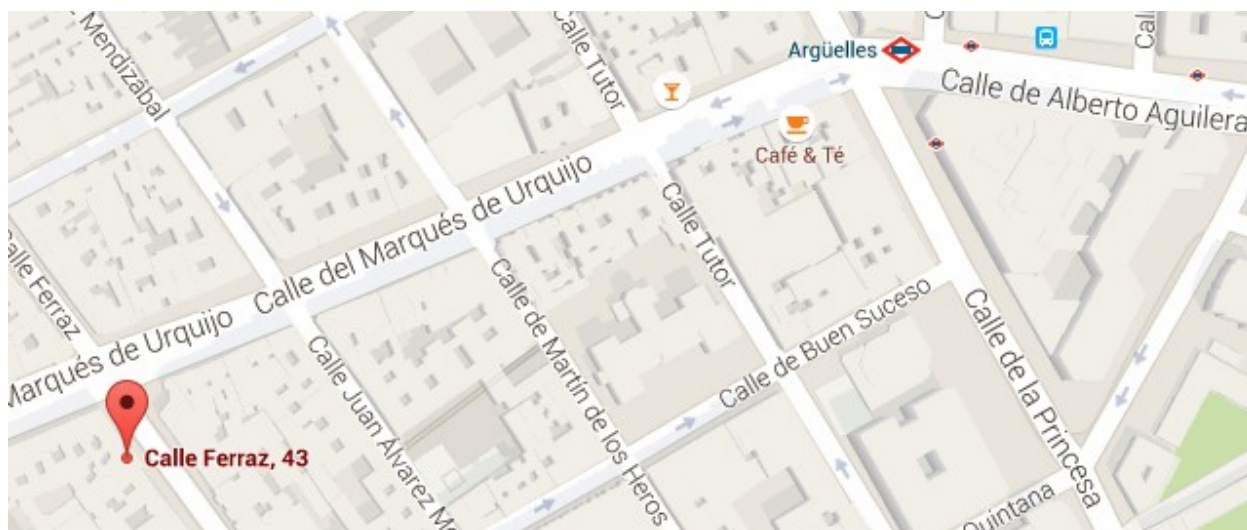 Mendizábal
Calle Tutor
Argüelles
Calle de Alberto Aguilera
Café & Té
Calle del Marqués de Urquijo
Calle Tutor
Calle Ferraz
Marqués de Urquijo
Calle de Martín de los Heros
Calle de Buen Suceso
Calle de la Princesa
Calle Juan Álvarez
Calle Ferraz, 43
Quintana